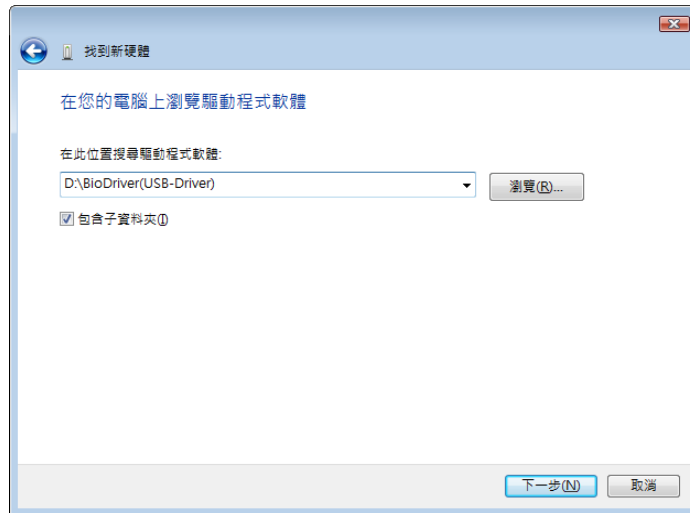 找到新硬體
在您的電腦上瀏覽驅動程式軟體
在此位置搜尋驅動程式軟體:
D:\BioDriver(USB-Driver)
瀏覽(R)...
包含子資料夾(I)
下一步(N)
取消